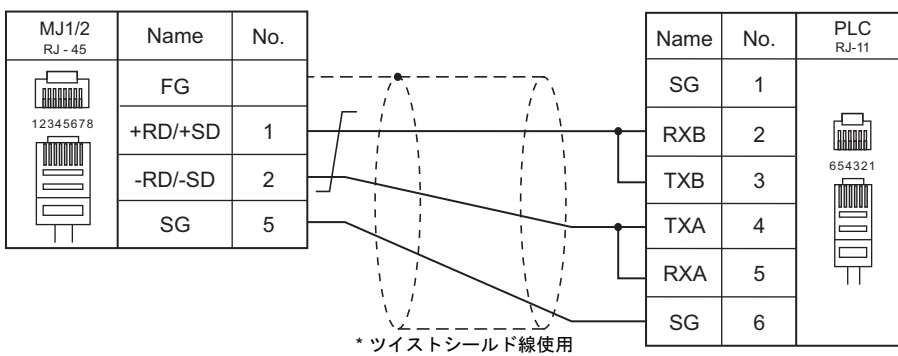 MJ1/2
RJ - 45
Name
No.
FG
+RD/+SD
1
-RD/-SD
2
SG
5
12345678
Name
No.
PLC
RJ-11
SG
1
RXB
2
TXB
3
TXA
4
RXA
5
SG
6
654321
* ツイストシールド線使用